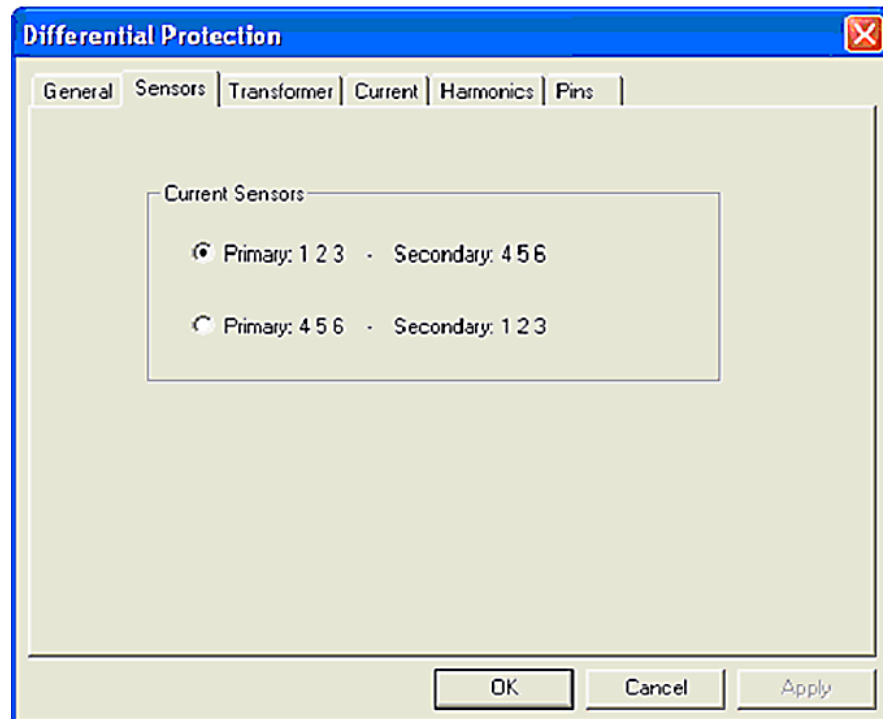 Differential Protection
General Sensors Transformer Current Harmonics Pins
Current Sensors
Primary: 1 2 3 - Secondary: 4 5 6
Primary: 4 5 6 - Secondary: 1 2 3
OK Cancel Apply